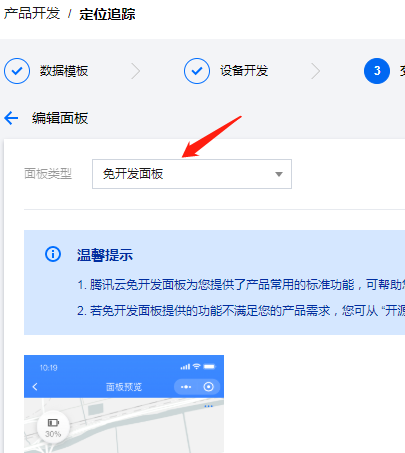 产品开发 / 定位追踪
数据模板 设备开发 3
编辑面板
面板类型 免开发面板
温馨提示
1. 腾讯云免开发面板为您提供了产品常用的标准功能，可帮助
2. 若免开发面板提供的功能不满足您的产品需求，您可从 “开源
10:19
面板预览
30%